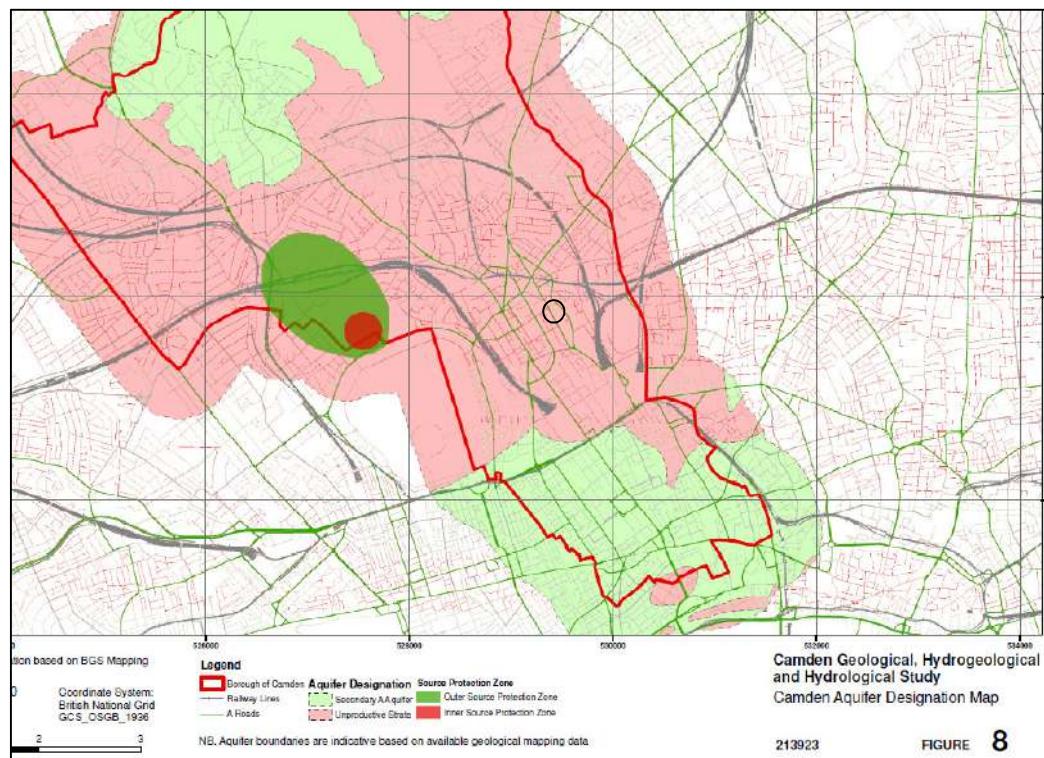 526000 528000 530000 532000 534000
ation based on BGS Mapping
Coordinate System:
British National Grid
GCS_OSGB_1936
2 3
Legend
Borough of Camden
Railway Lines
A Roads
Aquifer Designation
Secondary A Aquifer
Unproductive Strata
Source Protection Zone
Outer Source Protection Zone
Inner Source Protection Zone
NB. Aquifer boundaries are indicative based on available geological mapping data
Camden Geological, Hydrogeological
and Hydrological Study
Camden Aquifer Designation Map
213923 FIGURE 8